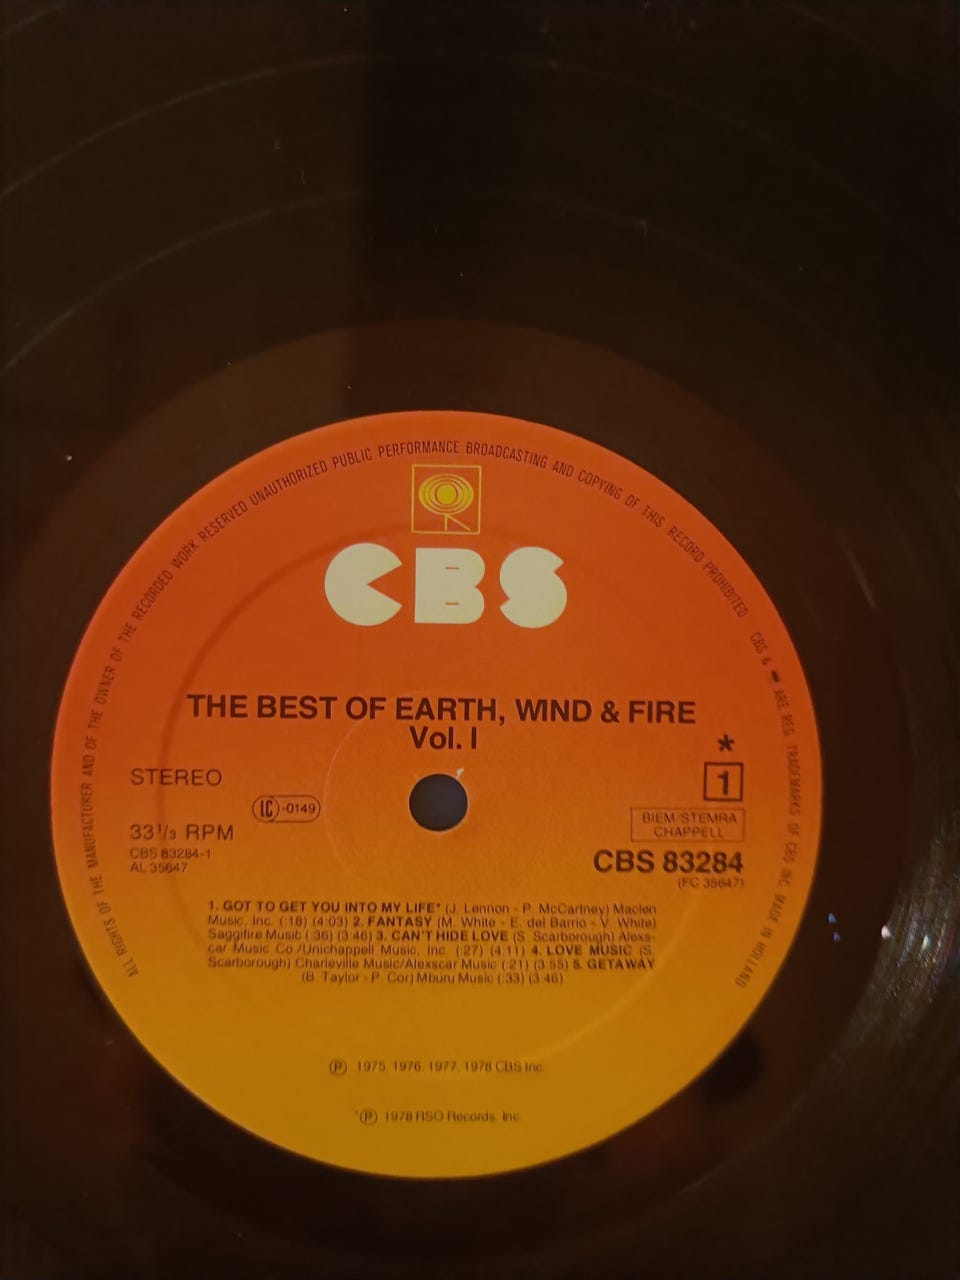 ALL RIGHTS OF THE MANUFACTURER AND OF THE OWNER OF THE RECORDED WORK RESERVED UNAUTHORIZED PUBLIC PERFORMANCE BROADCASTING AND COPYING OF THIS RECORD PROHIBITED CBS & ARE REG. TRADEMARKS OF CBS INC MADE IN HOLLAND
CBS
THE BEST OF EARTH, WIND & FIRE
Vol. I
*
STEREO
1
LC -0149
BIEM/STEMRA
CHAPPELL
33 1/3 RPM
CBS 83284-1
AL 35647
CBS 83284
(FC 35647)
1. GOT TO GET YOU INTO MY LIFE* (J. Lennon - P. McCartney) Maclen
Music, Inc. (:18) (4:03) 2. FANTASY (M. White - E. del Barrio - V. White)
Saggifire Music (:36) (3:46) 3. CAN'T HIDE LOVE (S. Scarborough) Alexs-
car Music Co./Unichappell Music, Inc. (:27) (4:11) 4. LOVE MUSIC (S.
Scarborough) Charleville Music/Alexscar Music (:21) (3:55) 5. GETAWAY
(B. Taylor - P. Cor) Mburu Music (:33) (3:46)
Ⓟ 1975, 1976, 1977, 1978 CBS Inc.
*Ⓟ 1978 RSO Records, Inc.